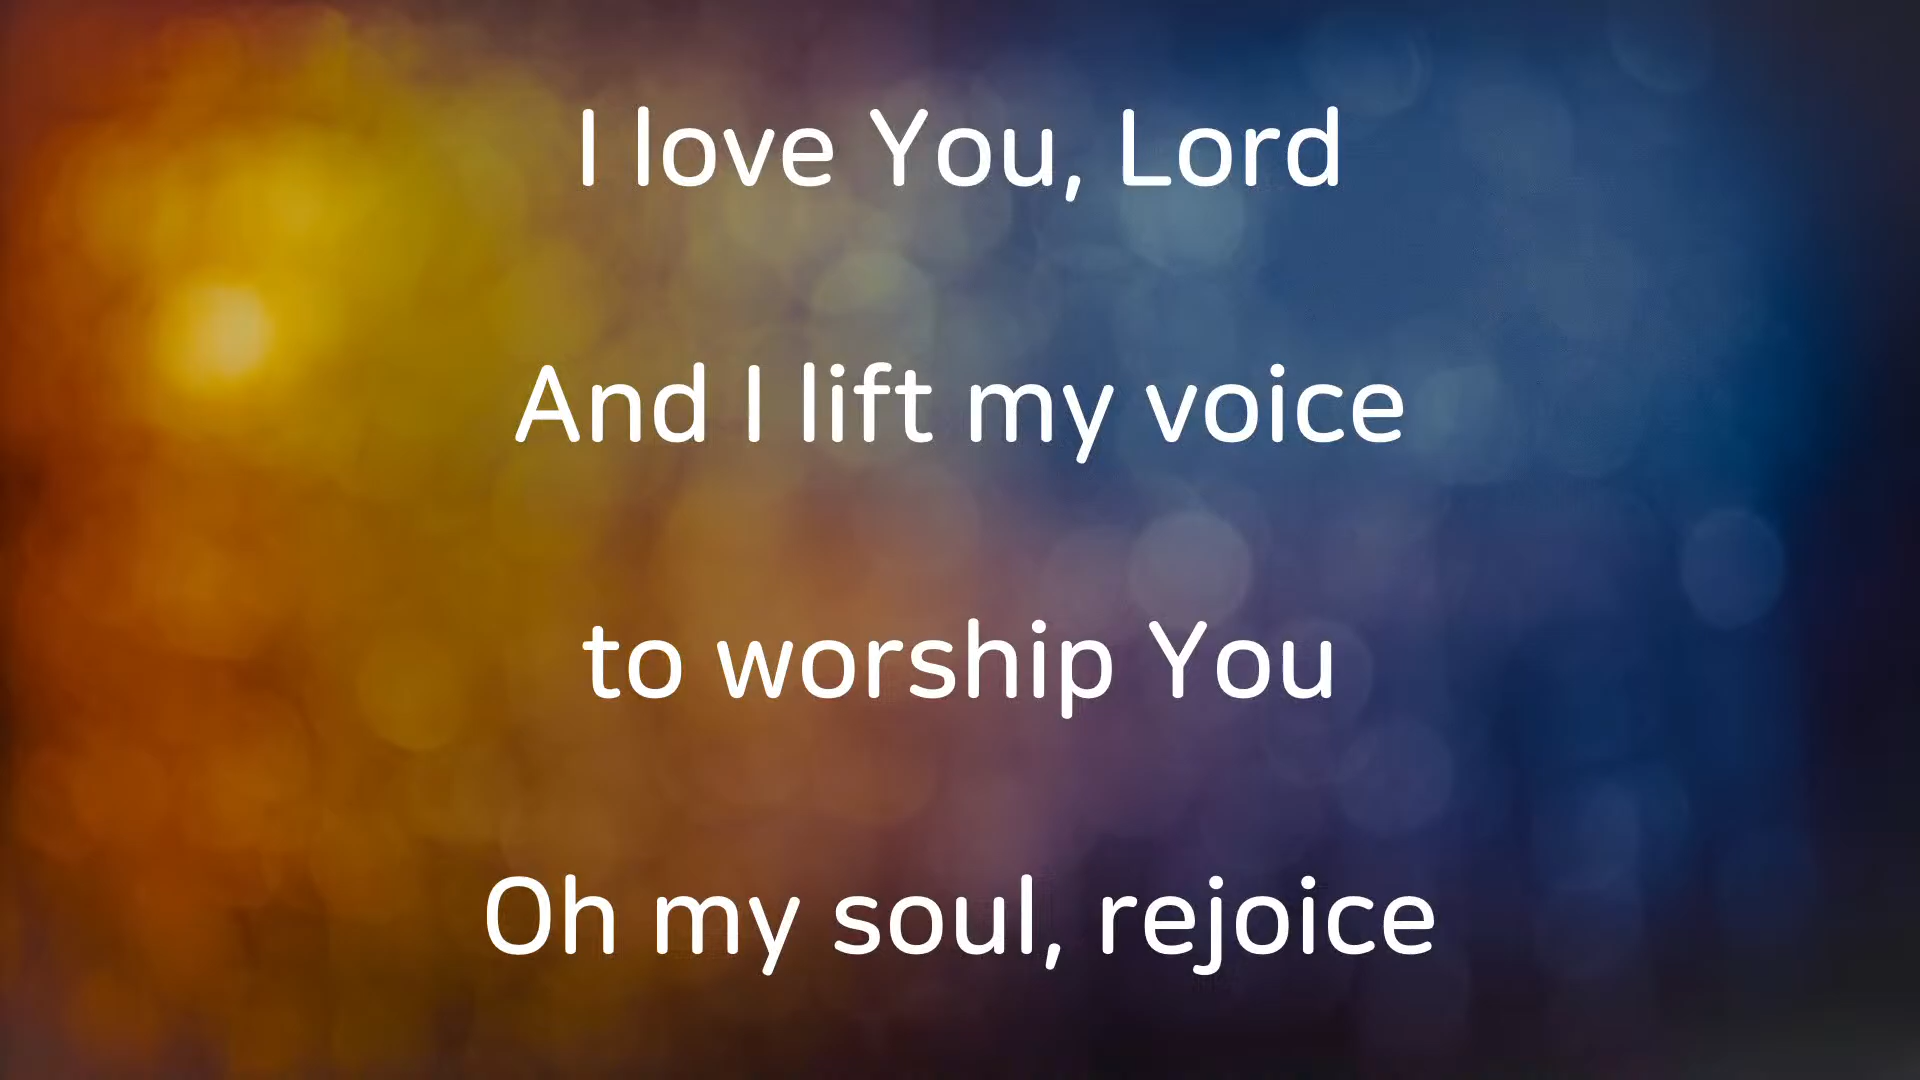 I love You, Lord
And I lift my voice
to worship You
Oh my soul, rejoice